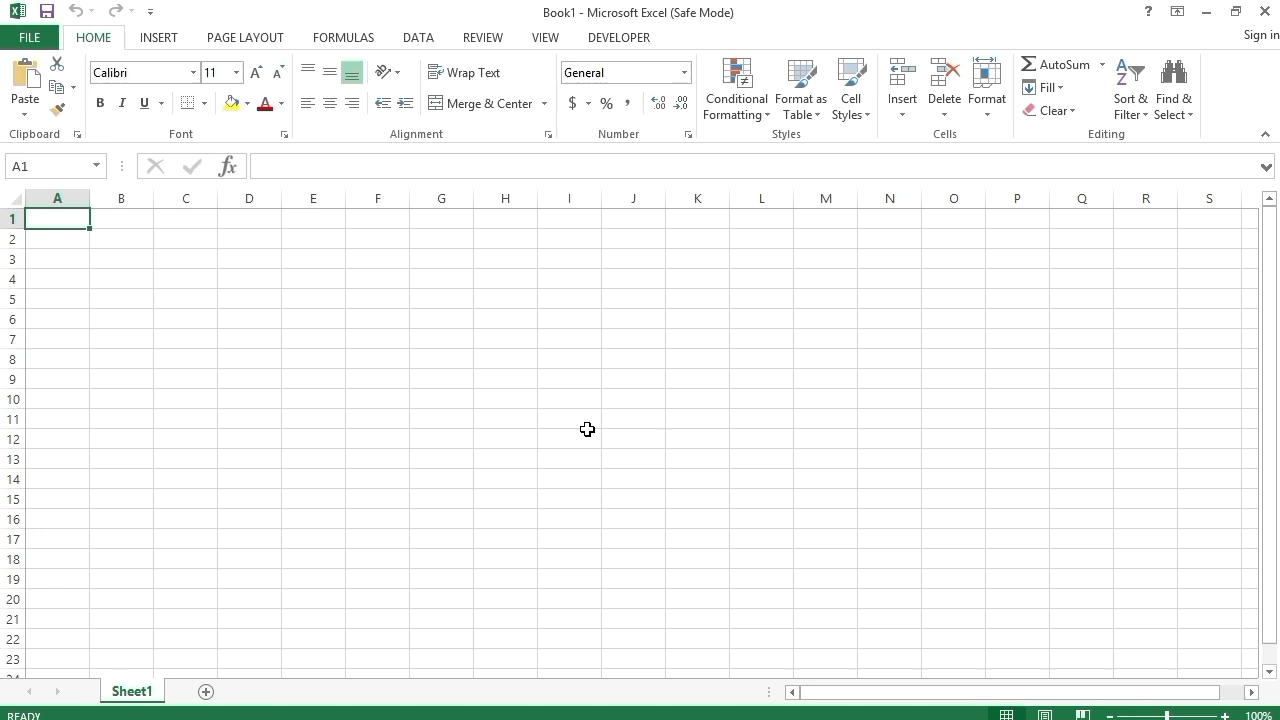 Book1 - Microsoft Excel (Safe Mode)
FILE HOME INSERT PAGE LAYOUT FORMULAS DATA REVIEW VIEW DEVELOPER Sign in
Paste
Calibri 11 A A
B I U A
Wrap Text
Merge & Center
General
$ % ,
Conditional Formatting
Format as Table
Cell Styles
Insert
Delete
Format
AutoSum
Fill
Clear
Sort & Filter
Find & Select
Clipboard Font Alignment Number Styles Cells Editing
A1 fx
A B C D E F G H I J K L M N O P Q R S
1
2
3
4
5
6
7
8
9
10
11
12
13
14
15
16
17
18
19
20
21
22
23
Sheet1
READY 100%